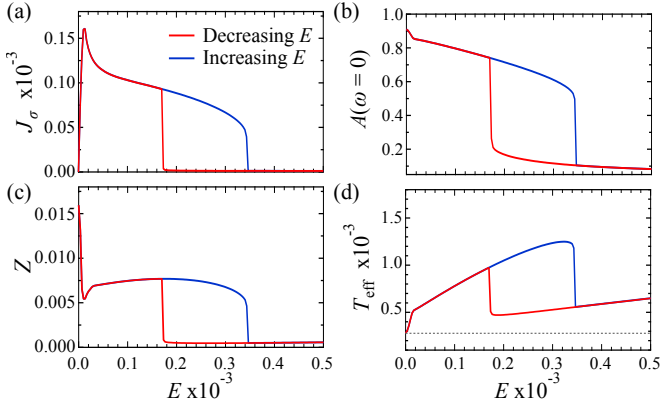 (a)
0.15
0.10
0.05
0.00
J_σ x10⁻³
Decreasing E
Increasing E
(b)
1.0
0.8
0.6
0.4
0.2
A(ω = 0)
(c)
0.015
0.010
0.005
0.000
Z
0.0 0.1 0.2 0.3 0.4 0.5
E x10⁻³
(d)
1.5
1.0
0.5
T_eff x10⁻³
0.0 0.1 0.2 0.3 0.4 0.5
E x10⁻³